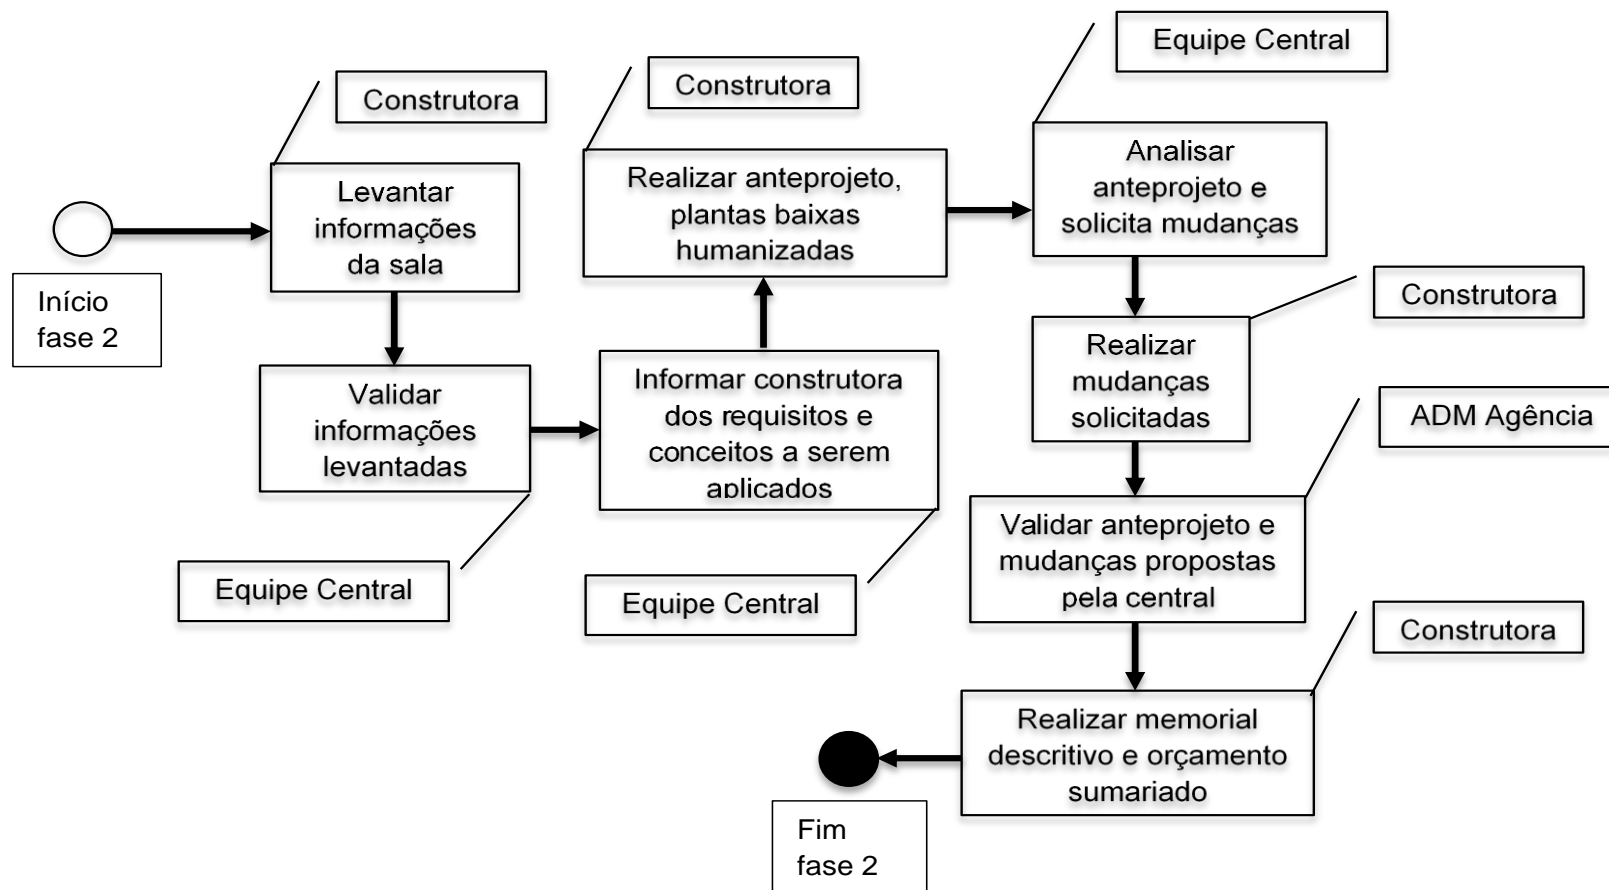 Início
fase 2
Construtora
Levantar
informações
da sala
Validar
informações
levantadas
Equipe Central
Informar construtora
dos requisitos e
conceitos a serem
aplicados
Equipe Central
Construtora
Realizar anteprojeto,
plantas baixas
humanizadas
Equipe Central
Analisar
anteprojeto e
solicita mudanças
Construtora
Realizar
mudanças
solicitadas
ADM Agência
Validar anteprojeto e
mudanças propostas
pela central
Construtora
Realizar memorial
descritivo e orçamento
sumariado
Fim
fase 2